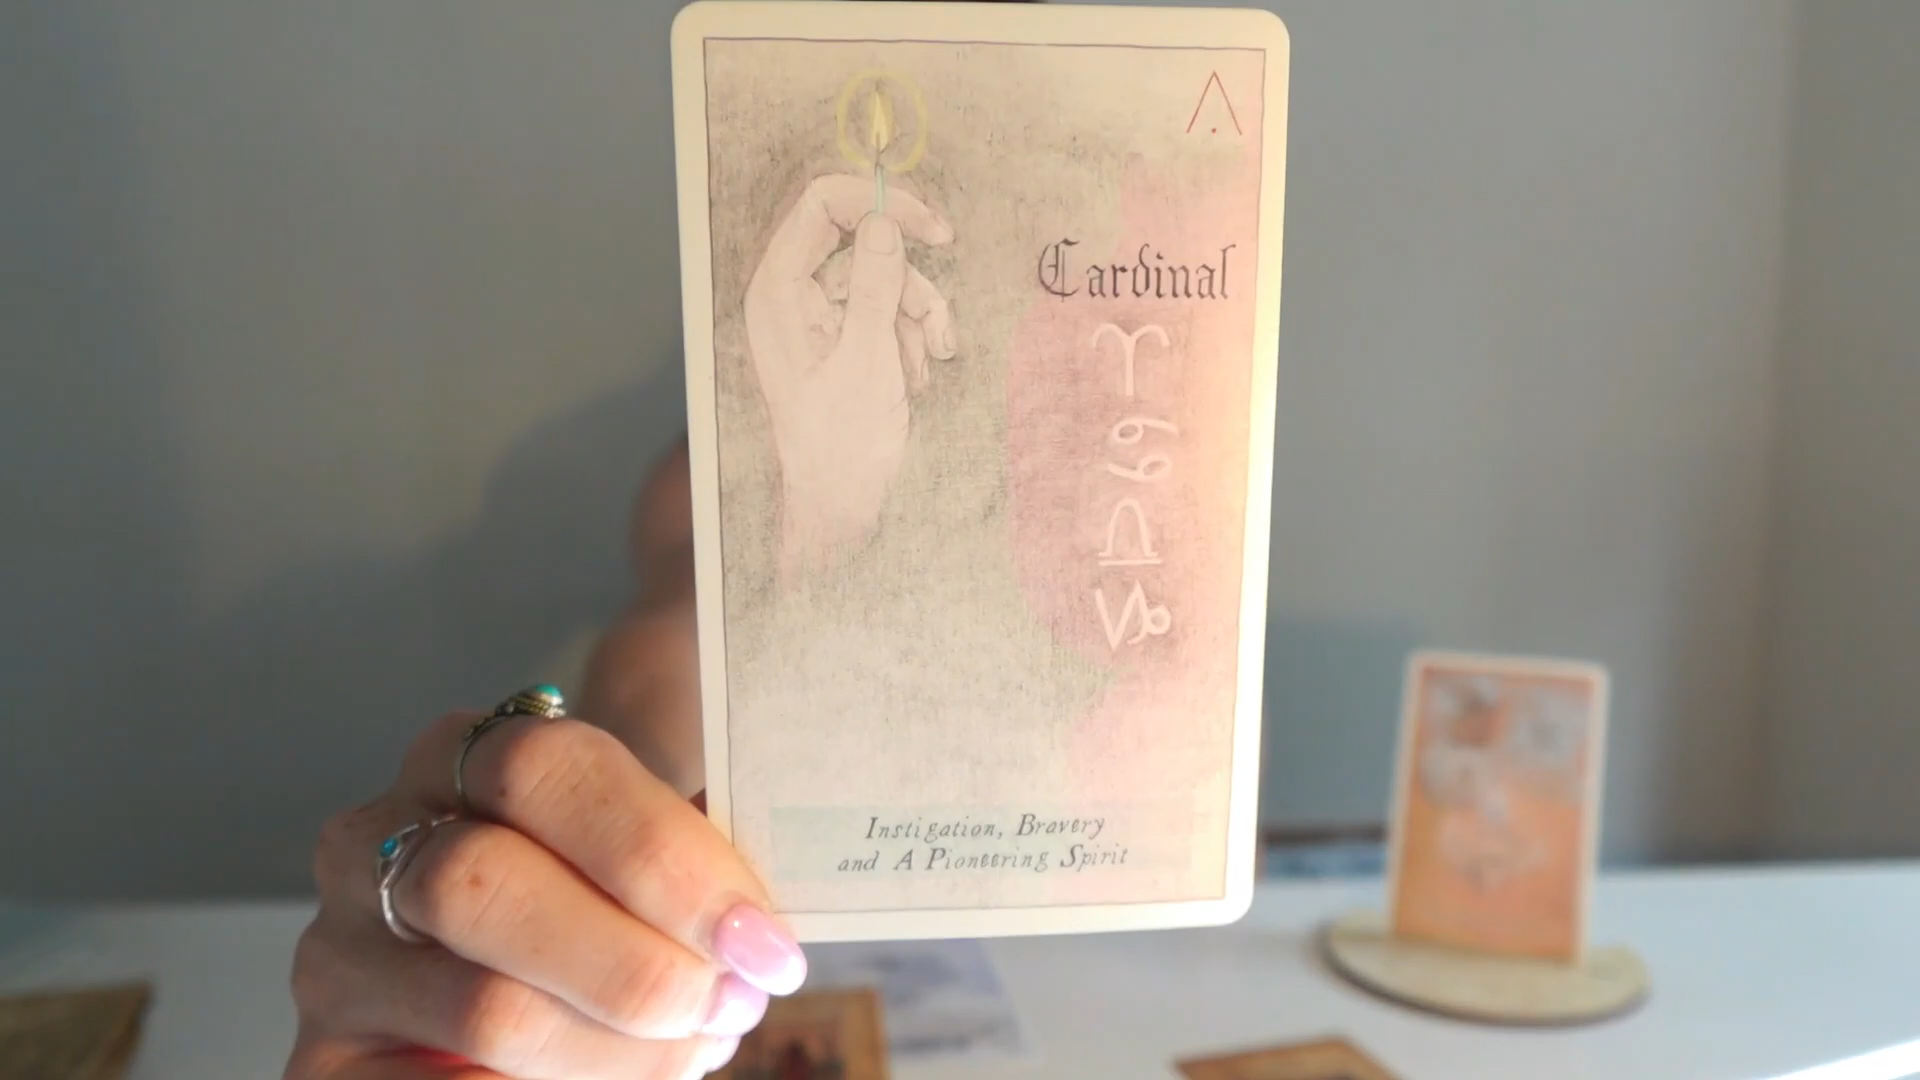 Cardinal
♈
♋
♎
♑
Instigation, Bravery
and A Pioneering Spirit